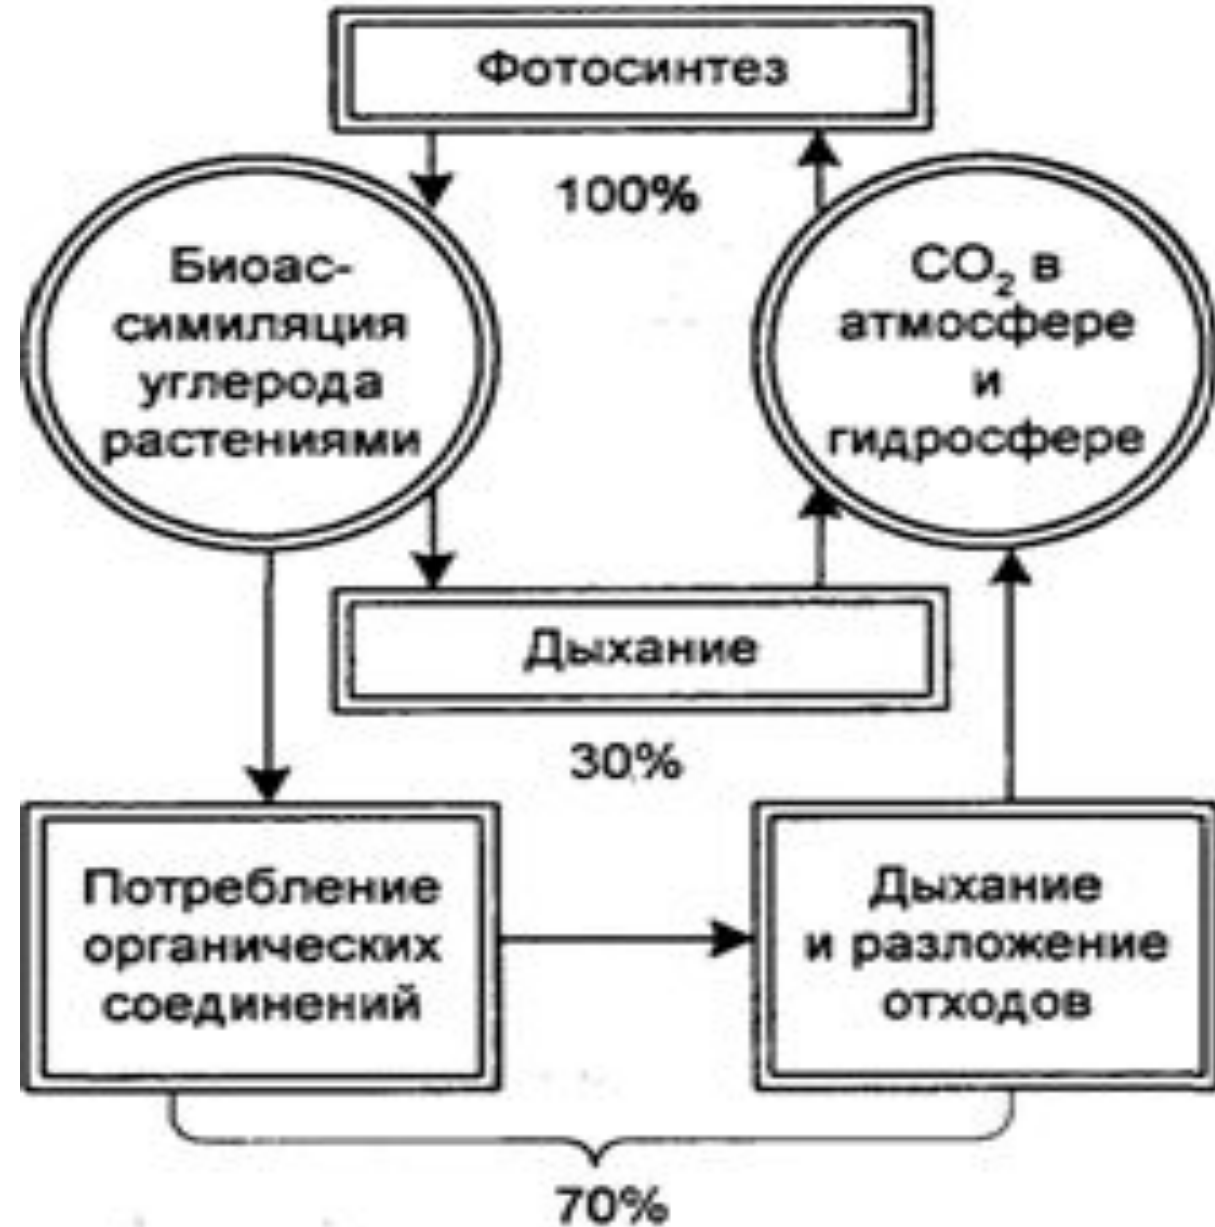 Фотосинтез
100%
Биоас-
симиляция
углерода
растениями
CO₂ в
атмосфере
и
гидросфере
Дыхание
30%
Потребление
органических
соединений
Дыхание
и разложение
отходов
70%